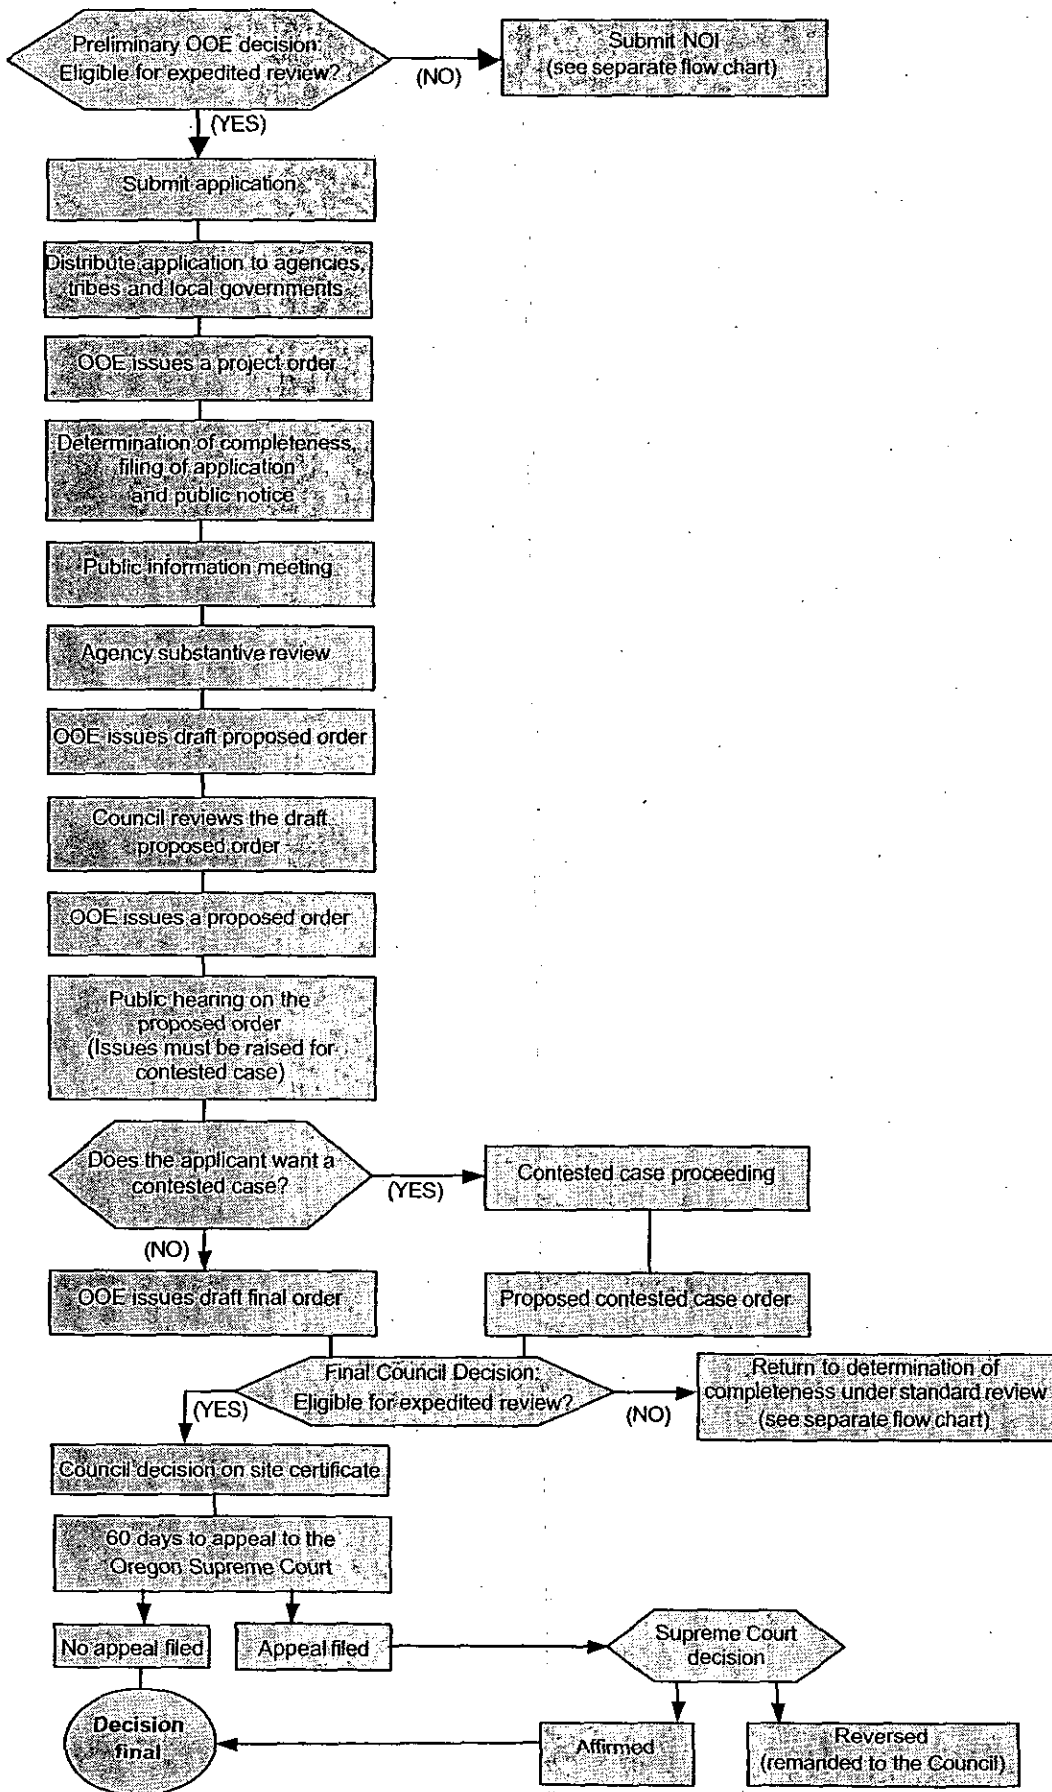 Preliminary OOE decision:
Eligible for expedited review?
(NO)
Submit NOI
(see separate flow chart)
(YES)
Submit application
Distribute application to agencies,
tribes and local governments
OOE issues a project order
Determination of completeness,
filing of application
and public notice
Public information meeting
Agency substantive review
OOE issues draft proposed order
Council reviews the draft
proposed order
OOE issues a proposed order
Public hearing on the
proposed order
(Issues must be raised for
contested case)
Does the applicant want a
contested case?
(YES)
Contested case proceeding
(NO)
OOE issues draft final order
Proposed contested case order
Final Council Decision:
Eligible for expedited review?
(YES)
(NO)
Return to determination of
completeness under standard review
(see separate flow chart)
Council decision on site certificate
60 days to appeal to the
Oregon Supreme Court
No appeal filed
Appeal filed
Supreme Court
decision
Decision
final
Affirmed
Reversed
(remanded to the Council)